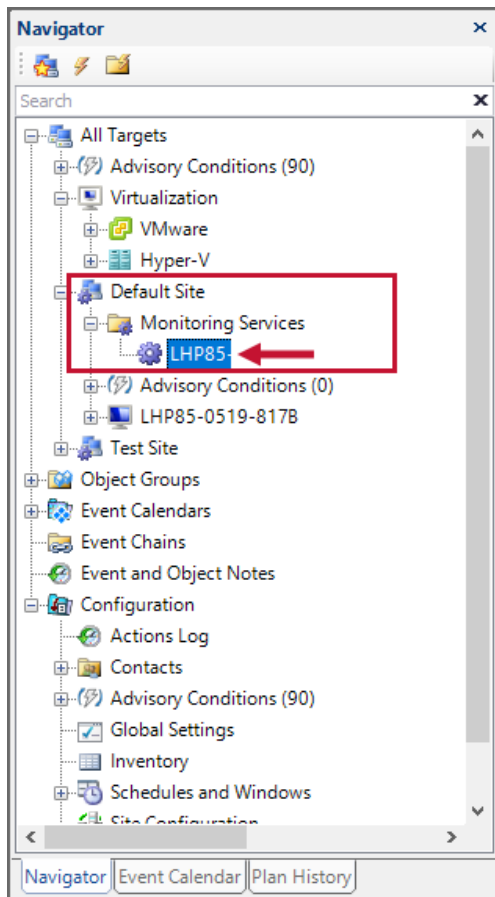 Navigator
Search
All Targets
Advisory Conditions (90)
Virtualization
VMware
Hyper-V
Default Site
Monitoring Services
LHP85-
Advisory Conditions (0)
LHP85-0519-817B
Test Site
Object Groups
Event Calendars
Event Chains
Event and Object Notes
Configuration
Actions Log
Contacts
Advisory Conditions (90)
Global Settings
Inventory
Schedules and Windows
Site Configuration
Navigator Event Calendar Plan History